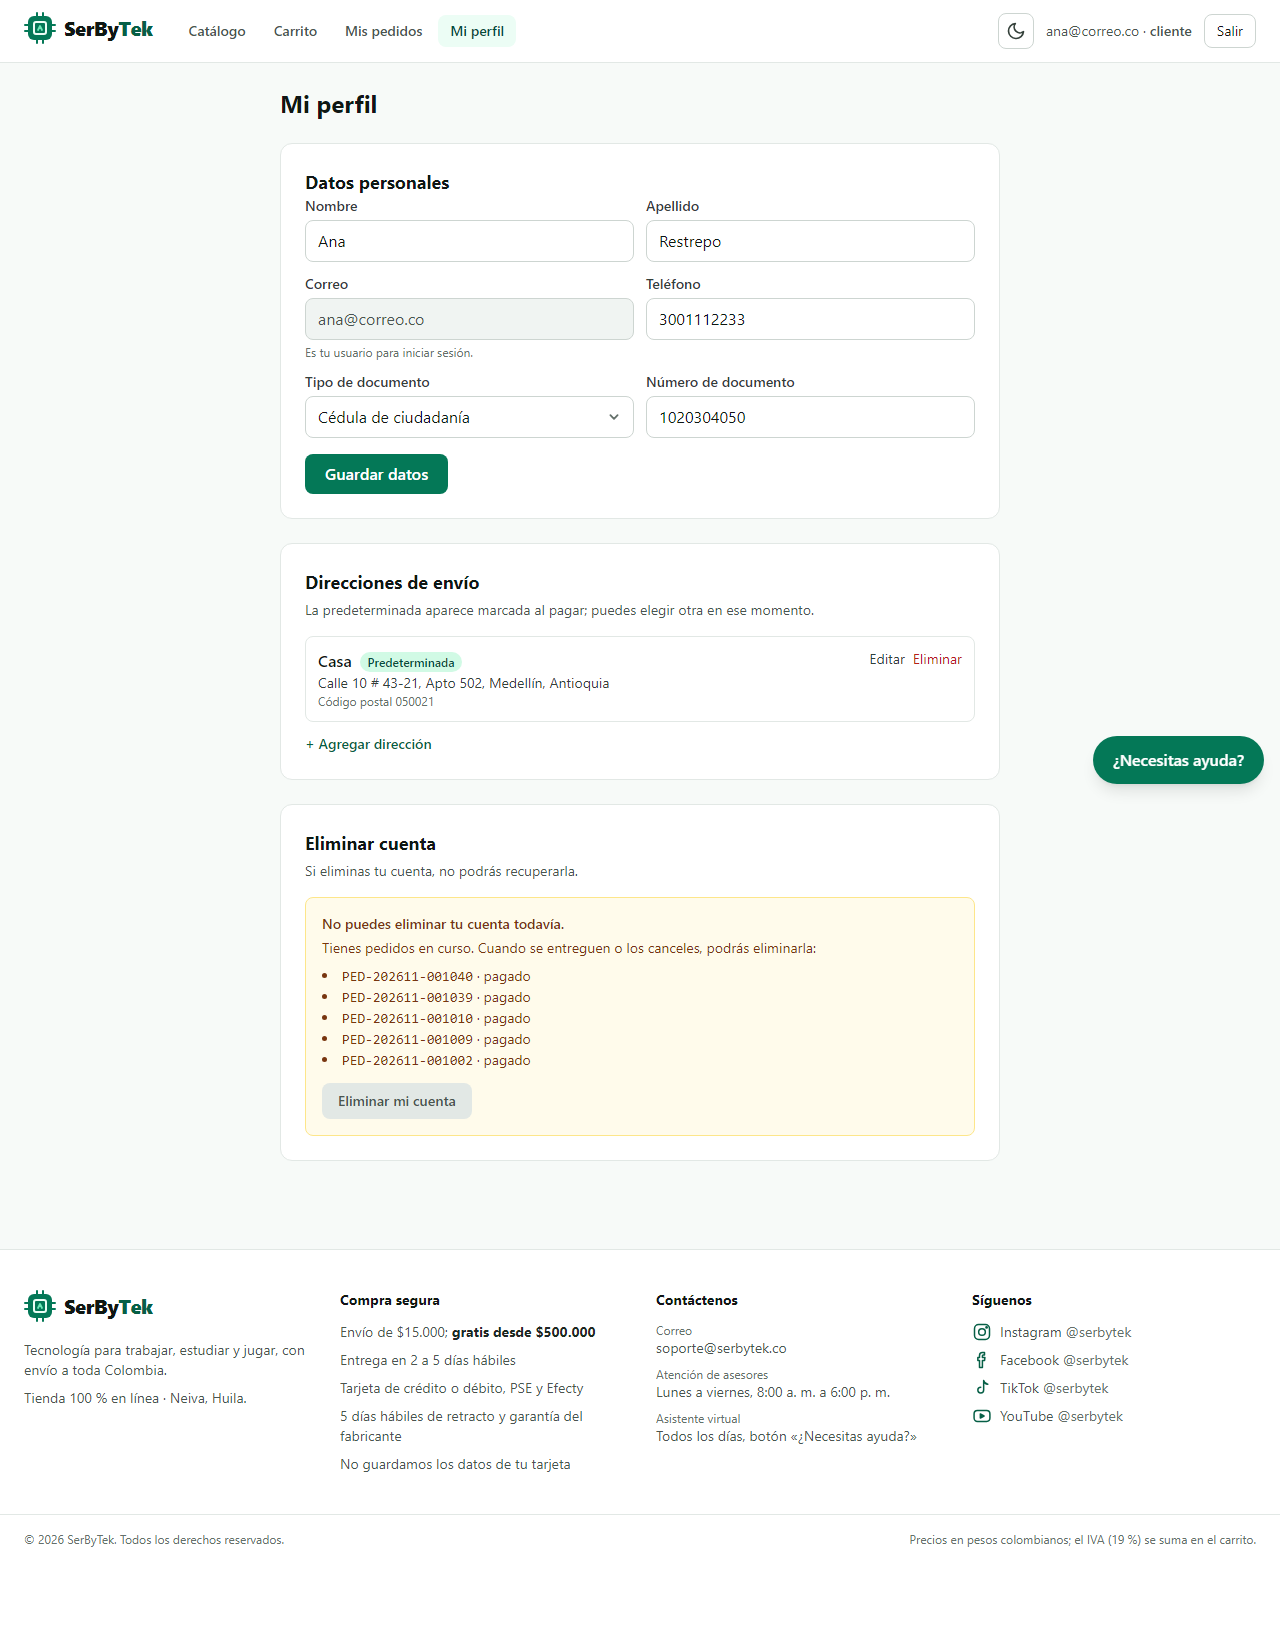 SerByTek
Catálogo
Carrito
Mis pedidos
Mi perfil
ana@correo.co · cliente
Salir
Mi perfil
Datos personales
Nombre
Apellido
Ana
Restrepo
Correo
Teléfono
ana@correo.co
3001112233
Es tu usuario para iniciar sesión.
Tipo de documento
Número de documento
Cédula de ciudadanía
1020304050
Guardar datos
Direcciones de envío
La predeterminada aparece marcada al pagar; puedes elegir otra en ese momento.
Casa Predeterminada
Editar Eliminar
Calle 10 # 43-21, Apto 502, Medellín, Antioquia
Código postal 050021
+ Agregar dirección
¿Necesitas ayuda?
Eliminar cuenta
Si eliminas tu cuenta, no podrás recuperarla.
No puedes eliminar tu cuenta todavía.
Tienes pedidos en curso. Cuando se entreguen o los canceles, podrás eliminarla:
• PED-202611-001040 · pagado
• PED-202611-001039 · pagado
• PED-202611-001010 · pagado
• PED-202611-001009 · pagado
• PED-202611-001002 · pagado
Eliminar mi cuenta
SerByTek
Tecnología para trabajar, estudiar y jugar, con
envío a toda Colombia.
Tienda 100 % en línea · Neiva, Huila.
Compra segura
Envío de $15.000; gratis desde $500.000
Entrega en 2 a 5 días hábiles
Tarjeta de crédito o débito, PSE y Efecty
5 días hábiles de retracto y garantía del
fabricante
No guardamos los datos de tu tarjeta
Contáctenos
Correo
soporte@serbytek.co
Atención de asesores
Lunes a viernes, 8:00 a. m. a 6:00 p. m.
Asistente virtual
Todos los días, botón «¿Necesitas ayuda?»
Síguenos
Instagram @serbytek
Facebook @serbytek
TikTok @serbytek
YouTube @serbytek
© 2026 SerByTek. Todos los derechos reservados.
Precios en pesos colombianos; el IVA (19 %) se suma en el carrito.